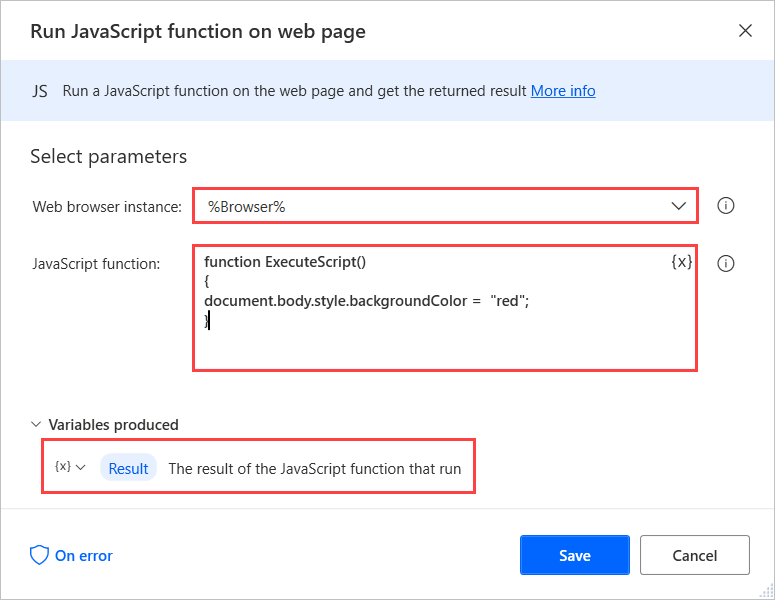 Run JavaScript function on web page
JS Run a JavaScript function on the web page and get the returned result More info
Select parameters
Web browser instance: %Browser%
JavaScript function: function ExecuteScript() {x}
{
document.body.style.backgroundColor = "red";
}
Variables produced
{x} Result The result of the JavaScript function that run
On error Save Cancel